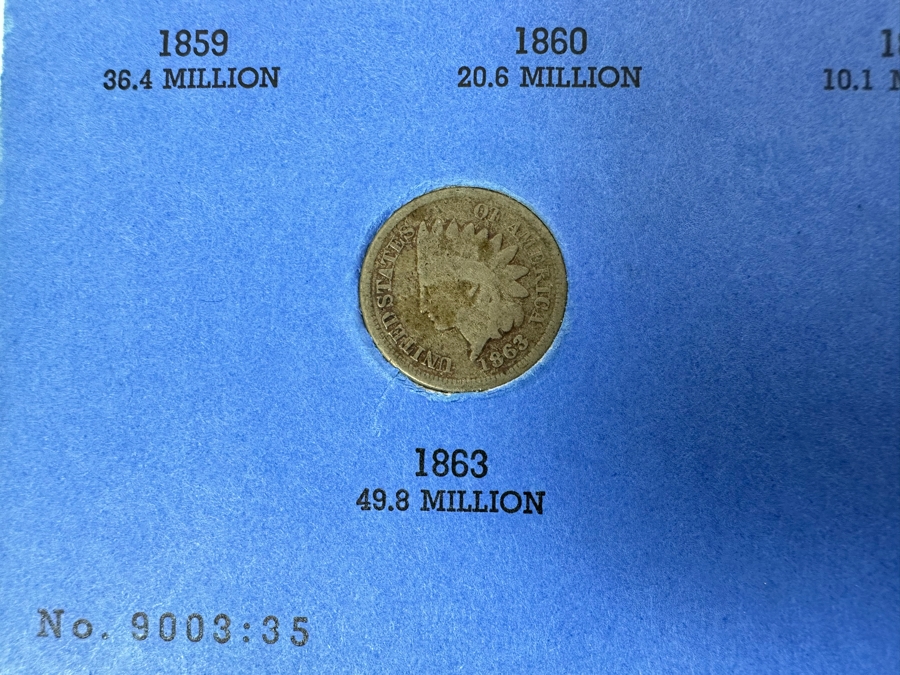 1859
36.4 MILLION
1860
20.6 MILLION
10.1
UNITED STATES OF AMERICA
1863
1863
49.8 MILLION
No. 9003:35